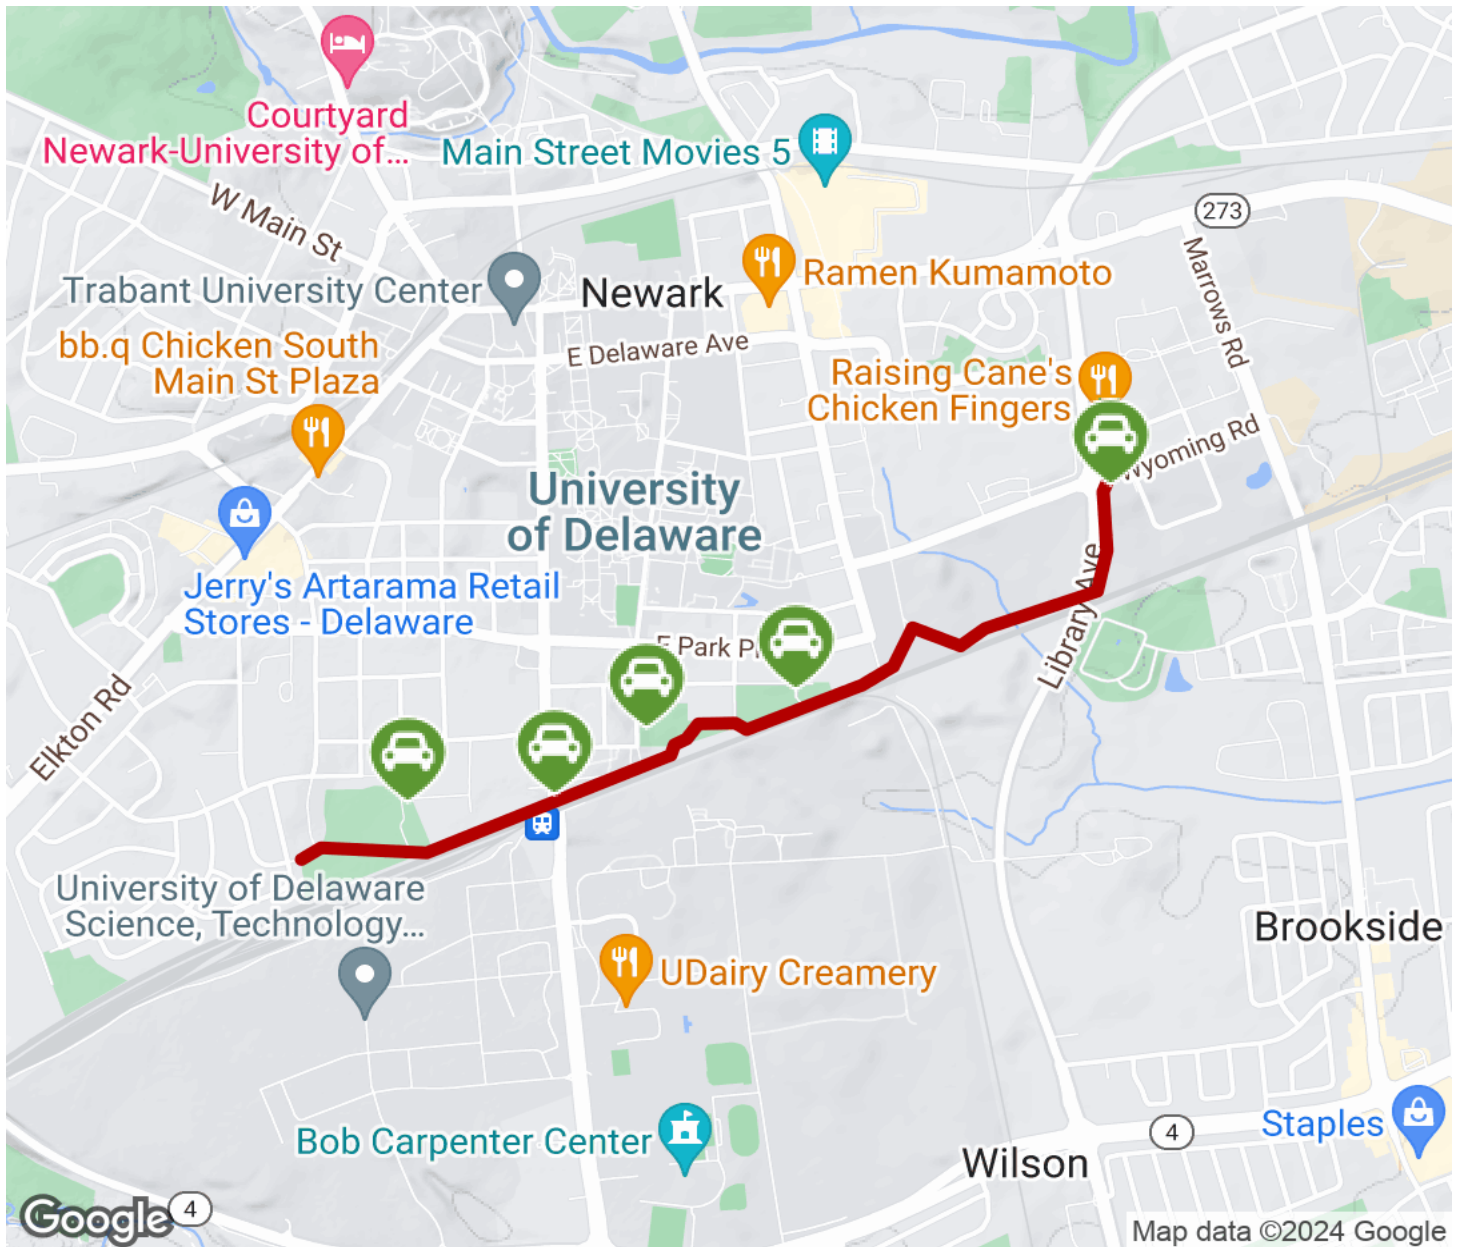 Courtyard
Newark-University of...
Main Street Movies 5
W Main St
273
Marrows Rd
Trabant University Center
Newark
Ramen Kumamoto
bb.q Chicken South
Main St Plaza
E Delaware Ave
Raising Cane's
Chicken Fingers
Wyoming Rd
University
of Delaware
Jerry's Artarama Retail
Stores - Delaware
Library Ave
E Park Pl
Elkton Rd
University of Delaware
Science, Technology...
Brookside
UDairy Creamery
Bob Carpenter Center
4
Staples
Wilson
Google
4
Map data ©2024 Google